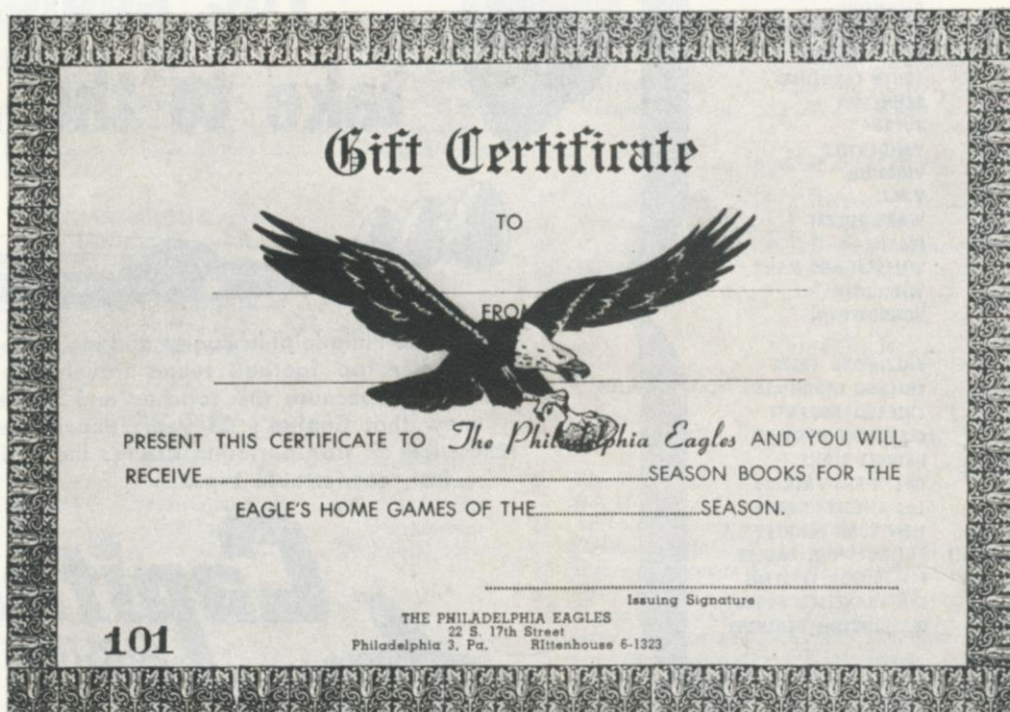 Gift Certificate
TO
FROM
PRESENT THIS CERTIFICATE TO The Philadelphia Eagles AND YOU WILL
RECEIVE SEASON BOOKS FOR THE
EAGLE'S HOME GAMES OF THE SEASON.
Issuing Signature
THE PHILADELPHIA EAGLES
22 S. 17th Street
Philadelphia 3, Pa. RIttenhouse 6-1323
101